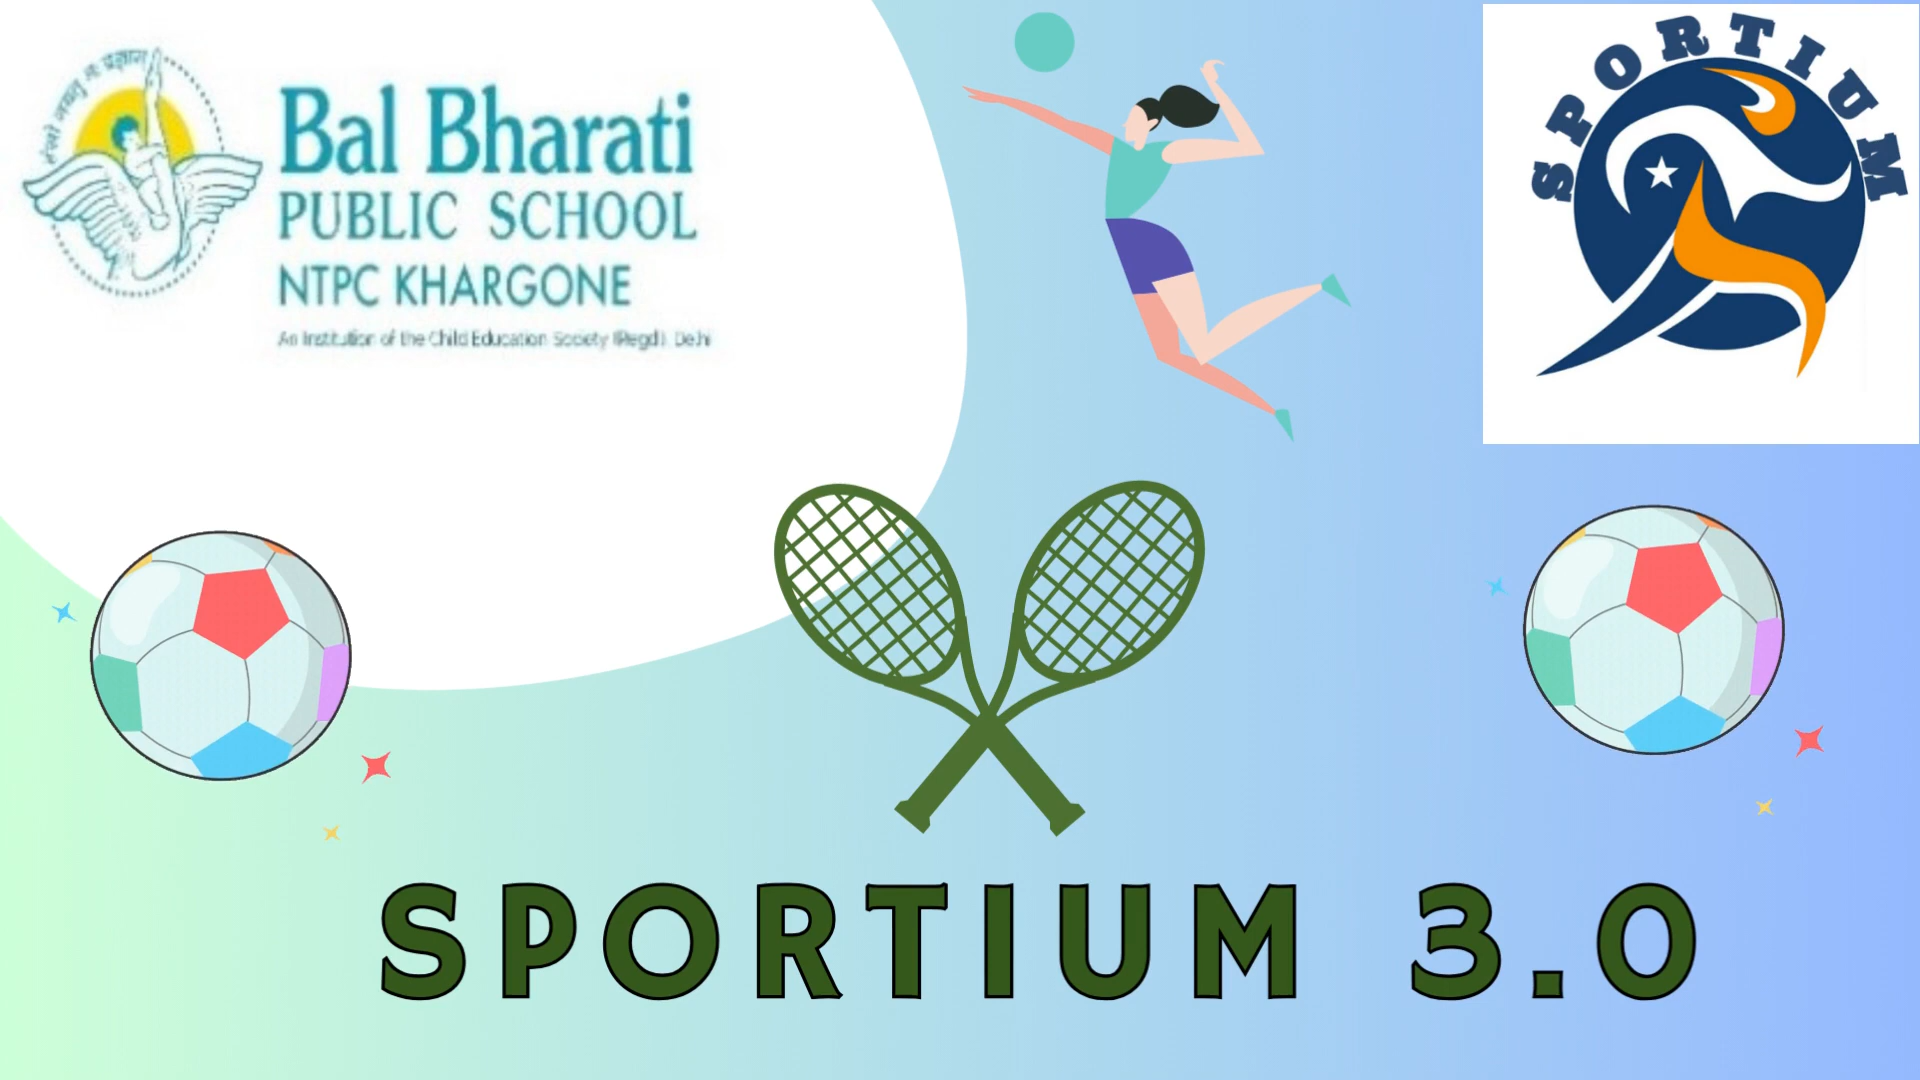 Bal Bharati
PUBLIC SCHOOL
NTPC KHARGONE
An Institution of the Child Education Society (Regd). Delhi
SPORTIUM
SPORTIUM 3.0